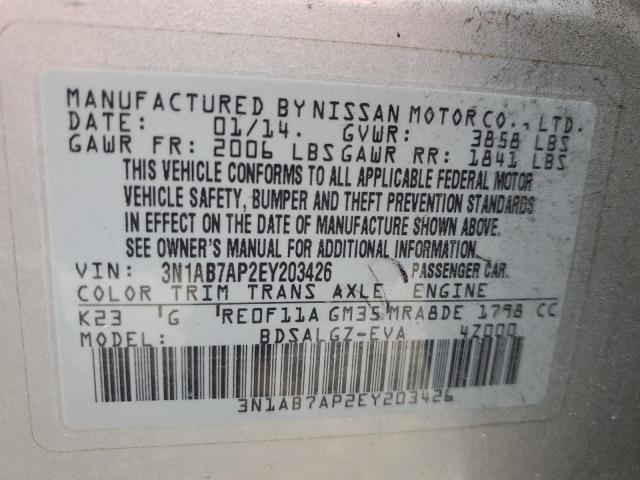 MANUFACTURED BY NISSAN MOTOR CO., LTD.
DATE: 01/14. GVWR: 3858 LBS
GAWR FR: 2006 LBS GAWR RR: 1841 LBS
THIS VEHICLE CONFORMS TO ALL APPLICABLE FEDERAL MOTOR
VEHICLE SAFETY, BUMPER AND THEFT PREVENTION STANDARDS
IN EFFECT ON THE DATE OF MANUFACTURE SHOWN ABOVE.
SEE OWNER'S MANUAL FOR ADDITIONAL INFORMATION.
VIN: 3N1AB7AP2EY203426 PASSENGER CAR.
COLOR TRIM TRANS AXLE ENGINE
K23 G RE0F11A GM35 MRA8DE 1798 CC
MODEL: BDSALGZ-EVA 4Z000
3N1AB7AP2EY203426